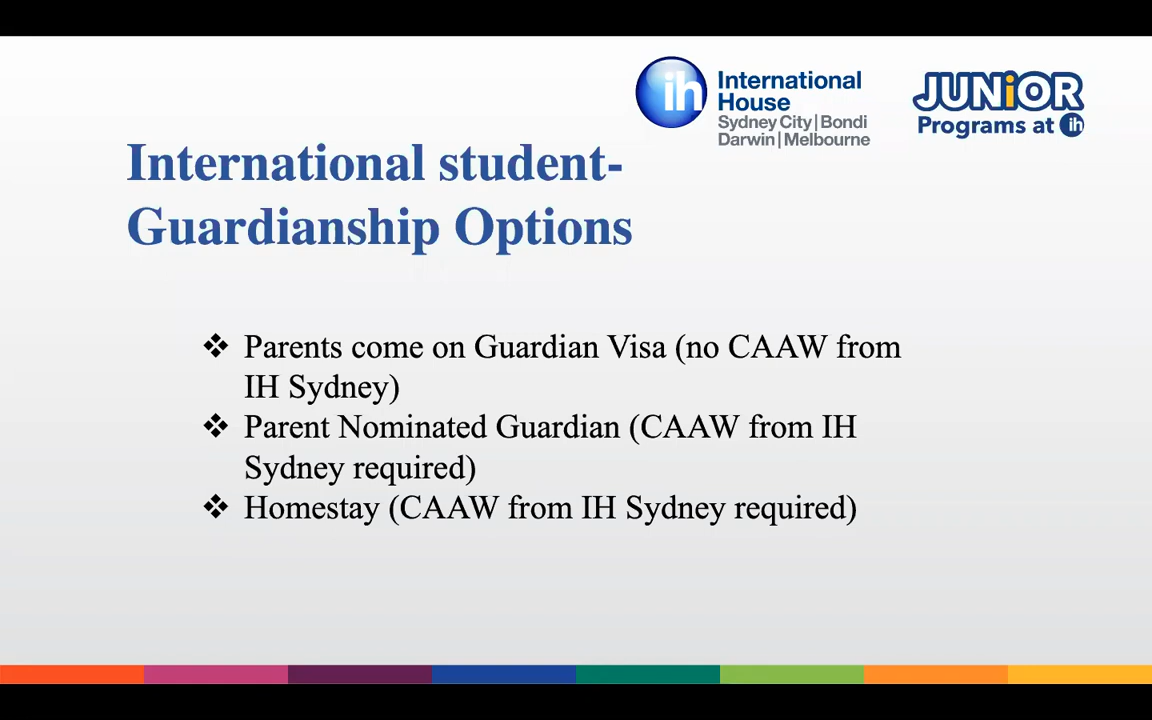 ih International
House
Sydney City|Bondi
Darwin|Melbourne
JUNiOR
Programs at ih
International student-
Guardianship Options
❖ Parents come on Guardian Visa (no CAAW from
IH Sydney)
❖ Parent Nominated Guardian (CAAW from IH
Sydney required)
❖ Homestay (CAAW from IH Sydney required)